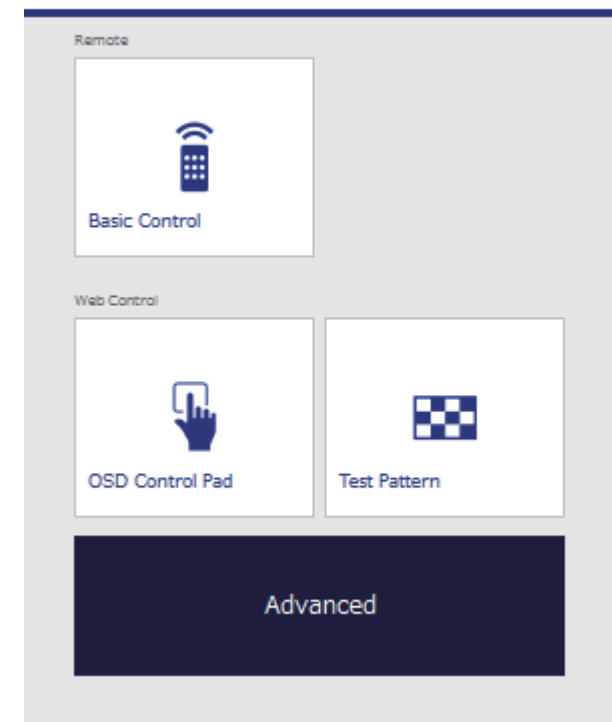 Remote
Basic Control
Web Control
OSD Control Pad
Test Pattern
Advanced